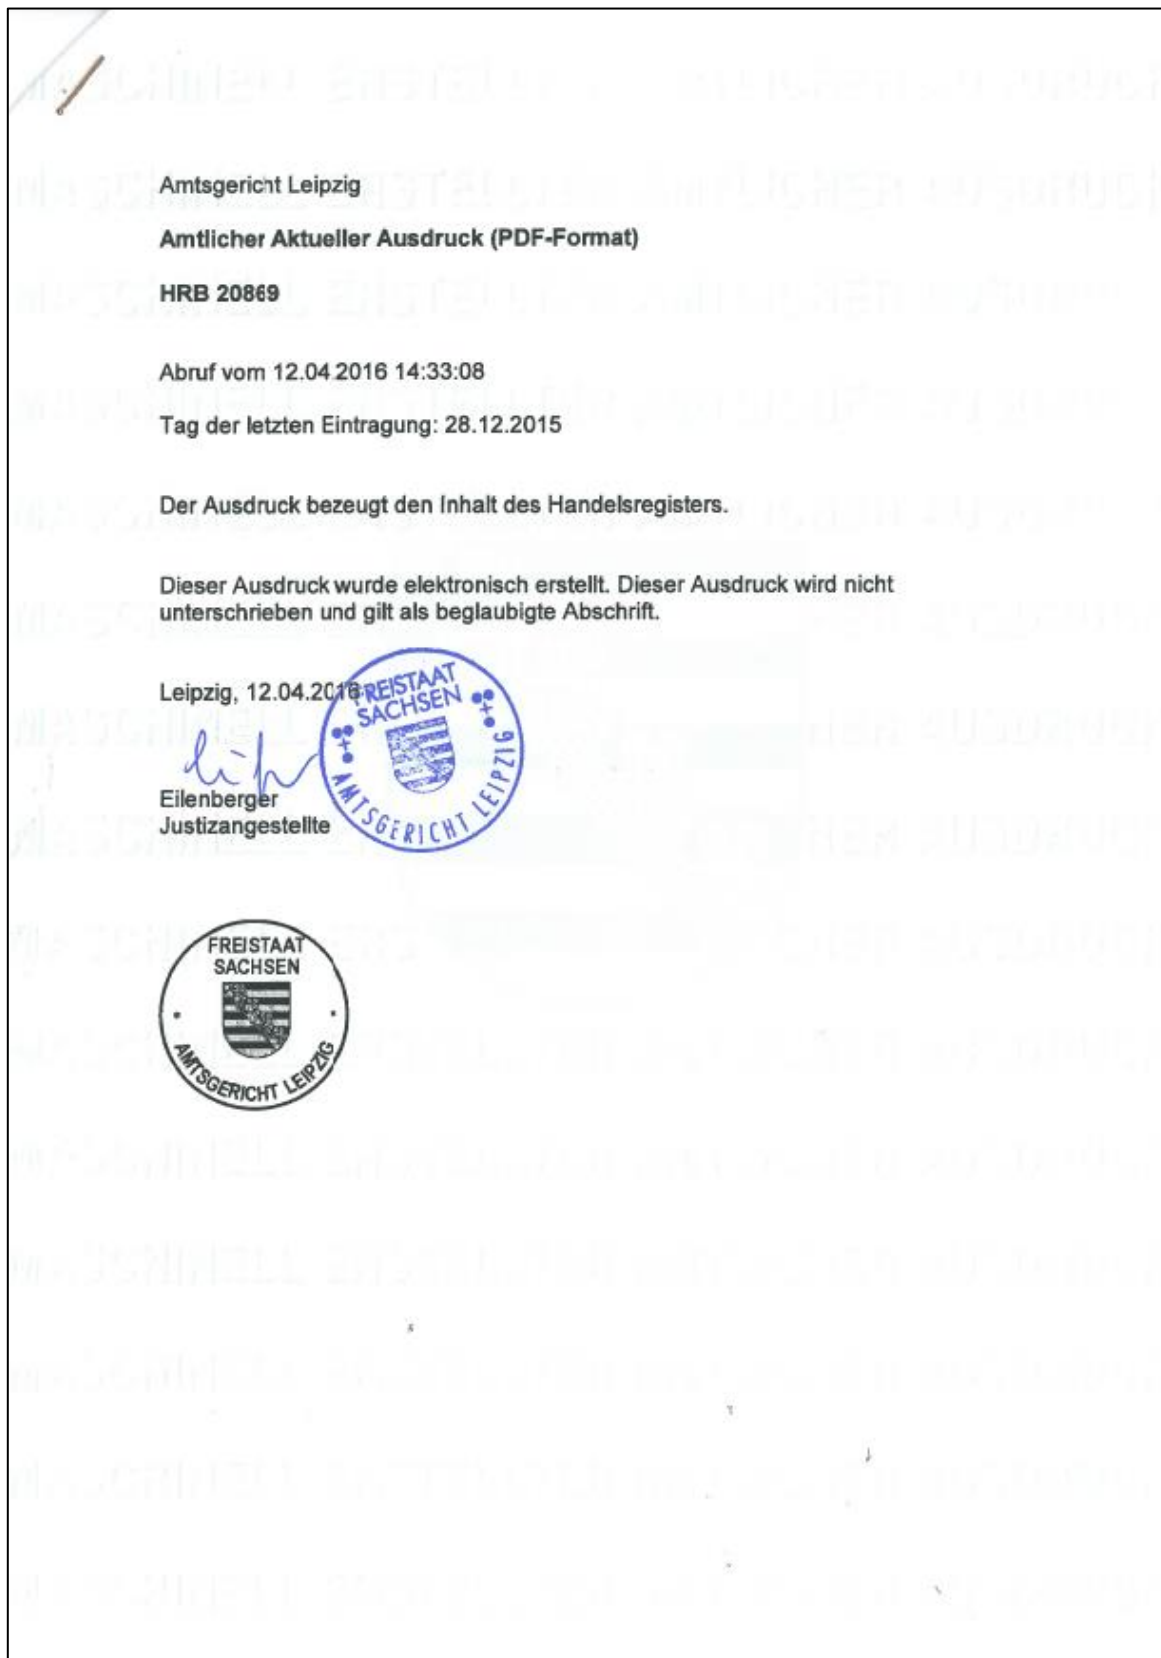 Amtsgericht Leipzig
Amtlicher Aktueller Ausdruck (PDF-Format)
HRB 20869
Abruf vom 12.04.2016 14:33:08
Tag der letzten Eintragung: 28.12.2015
Der Ausdruck bezeugt den Inhalt des Handelsregisters.
Dieser Ausdruck wurde elektronisch erstellt. Dieser Ausdruck wird nicht
unterschrieben und gilt als beglaubigte Abschrift.
Leipzig, 12.04.2016
FREISTAAT
SACHSEN
AMTSGERICHT LEIPZIG
Eilenberger
Justizangestellte
FREISTAAT
SACHSEN
AMTSGERICHT LEIPZIG